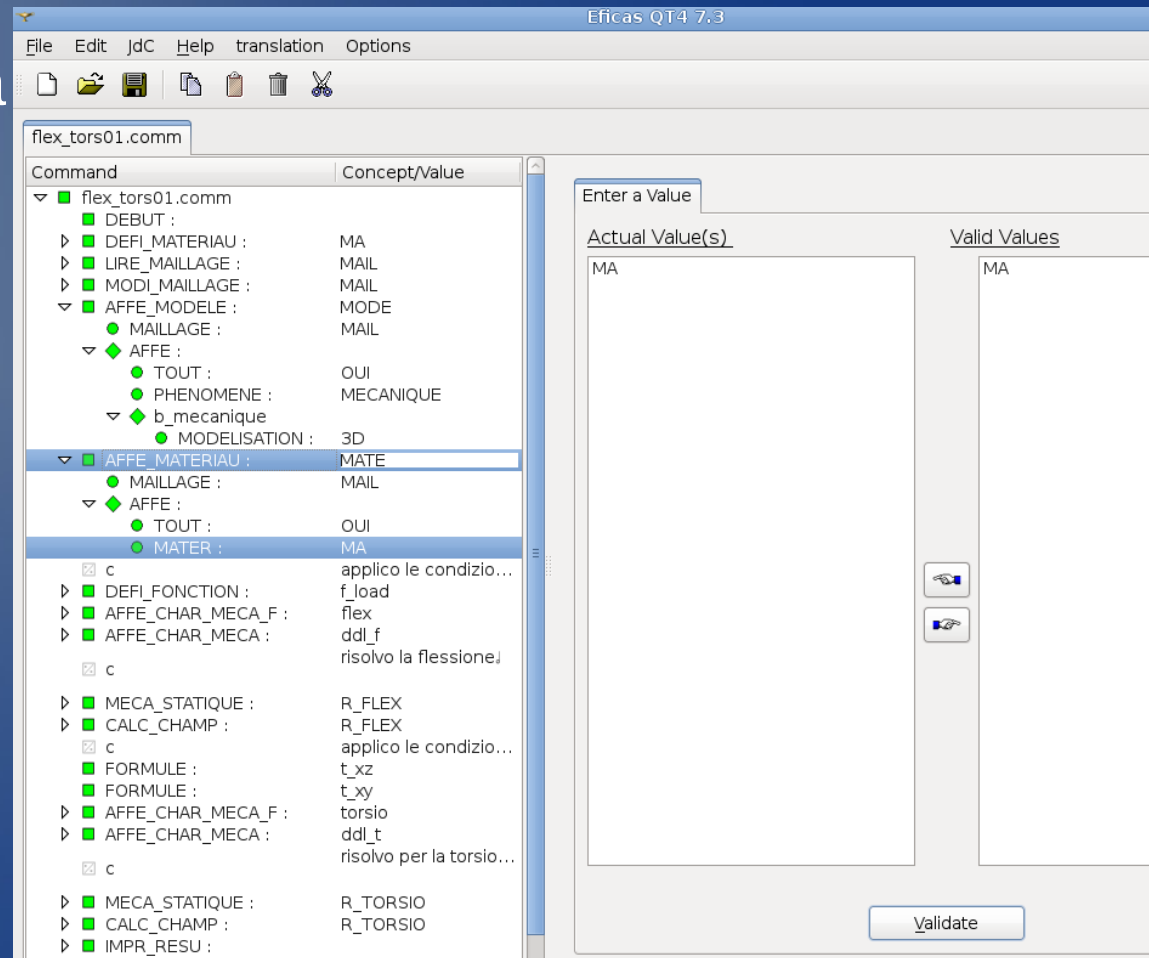 Eficas QT4 7.3
File Edit JdC Help translation Options
flex_tors01.comm
Command Concept/Value
flex_tors01.comm
DEBUT :
DEFI_MATERIAU : MA
LIRE_MAILLAGE : MAIL
MODI_MAILLAGE : MAIL
AFFE_MODELE : MODE
MAILLAGE : MAIL
AFFE :
TOUT : OUI
PHENOMENE : MECANIQUE
b_mecanique
MODELISATION : 3D
AFFE_MATERIAU : MATE
MAILLAGE : MAIL
AFFE :
TOUT : OUI
MATER : MA
c applico le condizio...
DEFI_FONCTION : f_load
AFFE_CHAR_MECA_F : flex
AFFE_CHAR_MECA : ddl_f
c risolvo la flessione
MECA_STATIQUE : R_FLEX
CALC_CHAMP : R_FLEX
c applico le condizio...
FORMULE : t_xz
FORMULE : t_xy
AFFE_CHAR_MECA_F : torsio
AFFE_CHAR_MECA : ddl_t
c risolvo per la torsio...
MECA_STATIQUE : R_TORSIO
CALC_CHAMP : R_TORSIO
IMPR_RESU :
Enter a Value
Actual Value(s) Valid Values
MA MA
Validate